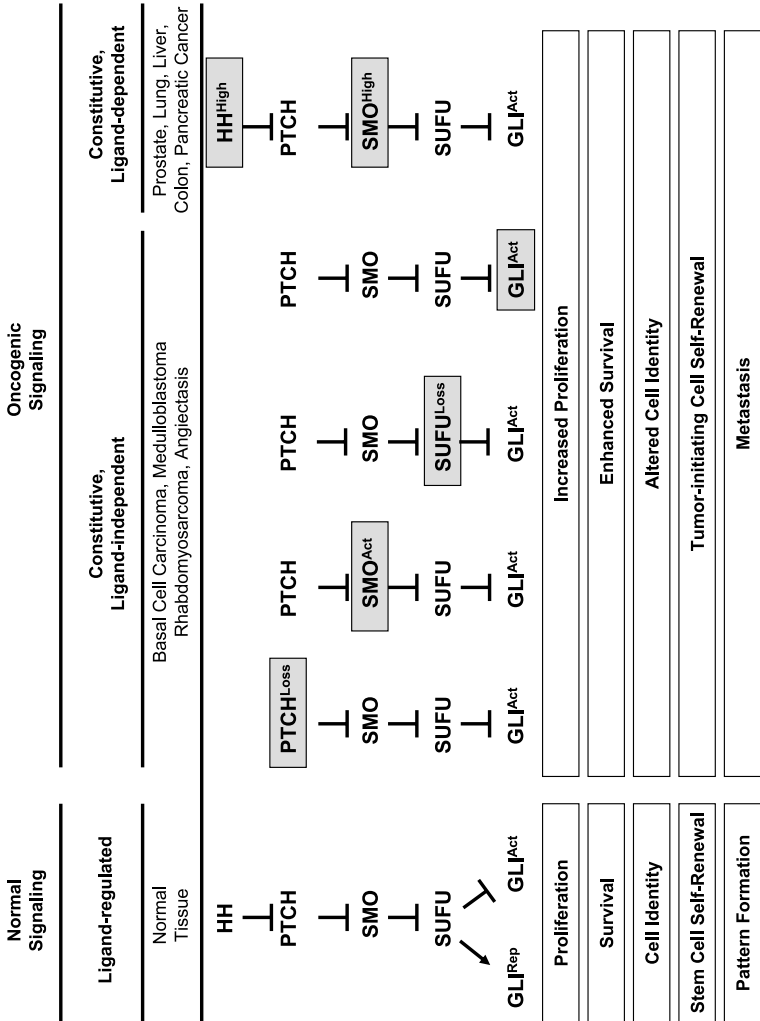 Normal
Signaling
Oncogenic
Signaling
Ligand-regulated
Constitutive,
Ligand-independent
Constitutive,
Ligand-dependent
Normal
Tissue
Basal Cell Carcinoma, Medulloblastoma
Rhabdomyosarcoma, Angiectasis
Prostate, Lung, Liver,
Colon, Pancreatic Cancer
HH
PTCH
SMO
SUFU
GLIRep
GLIAct
PTCHLoss
SMO
SUFU
GLIAct
PTCH
SMOAct
SUFU
GLIAct
PTCH
SMO
SUFULoss
GLIAct
PTCH
SMO
SUFU
GLIAct
HHHigh
PTCH
SMOHigh
SUFU
GLIAct
Proliferation
Survival
Cell Identity
Stem Cell Self-Renewal
Pattern Formation
Increased Proliferation
Enhanced Survival
Altered Cell Identity
Tumor-initiating Cell Self-Renewal
Metastasis